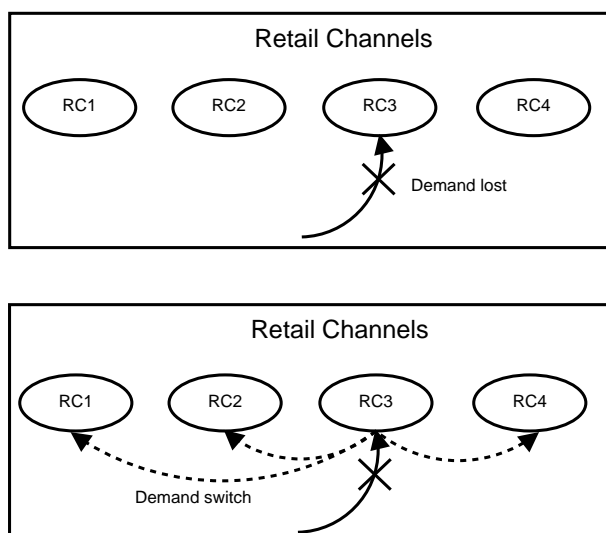 Retail Channels
RC1 RC2 RC3 RC4
Demand lost
Retail Channels
RC1 RC2 RC3 RC4
Demand switch